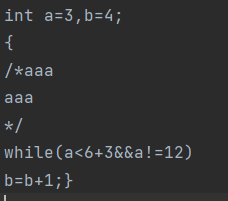 int a=3,b=4;
{
/*aaa
aaa
*/
while(a<6+3&&a!=12)
b=b+1;}